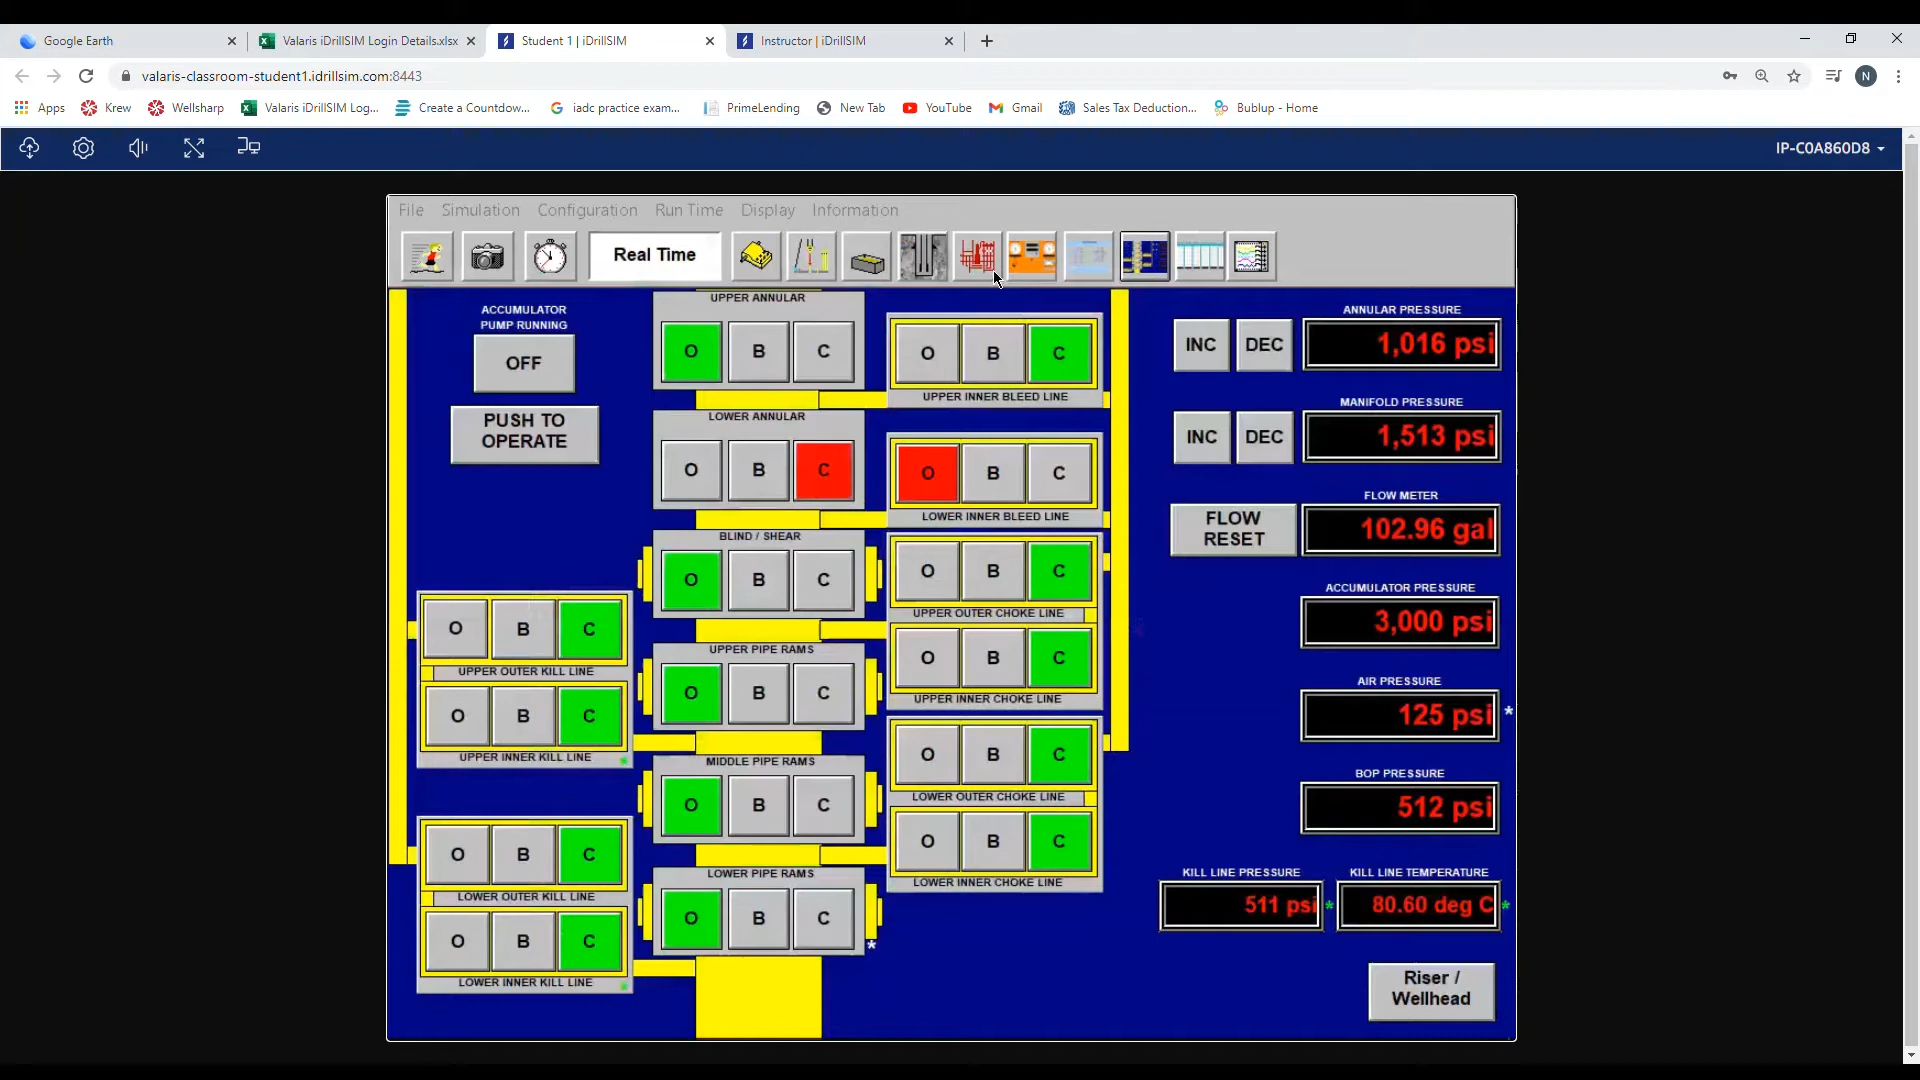 Google Earth
Valaris iDrillSIM Login Details.xlsx
Student 1 | iDrillSIM
Instructor | iDrillSIM
valaris-classroom-student1.idrillsim.com:8443
N
Apps
Krew
Wellsharp
Valaris iDrillSIM Log...
Create a Countdow...
iadc practice exam...
PrimeLending
New Tab
YouTube
Gmail
Sales Tax Deduction...
Bublup - Home
IP-C0A860D8
File Simulation Configuration Run Time Display Information
Real Time
ACCUMULATOR
PUMP RUNNING
OFF
PUSH TO
OPERATE
O B C
UPPER OUTER KILL LINE
O B C
UPPER INNER KILL LINE
O B C
LOWER OUTER KILL LINE
O B C
LOWER INNER KILL LINE
UPPER ANNULAR
O B C
LOWER ANNULAR
O B C
BLIND / SHEAR
O B C
UPPER PIPE RAMS
O B C
MIDDLE PIPE RAMS
O B C
LOWER PIPE RAMS
O B C
*
O B C
UPPER INNER BLEED LINE
O B C
LOWER INNER BLEED LINE
O B C
UPPER OUTER CHOKE LINE
O B C
UPPER INNER CHOKE LINE
O B C
LOWER OUTER CHOKE LINE
O B C
LOWER INNER CHOKE LINE
ANNULAR PRESSURE
INC DEC 1,016 psi
MANIFOLD PRESSURE
INC DEC 1,513 psi
FLOW METER
FLOW
RESET
102.96 gal
ACCUMULATOR PRESSURE
3,000 psi
AIR PRESSURE
125 psi *
BOP PRESSURE
512 psi
KILL LINE PRESSURE
511 psi *
KILL LINE TEMPERATURE
80.60 deg C *
Riser /
Wellhead